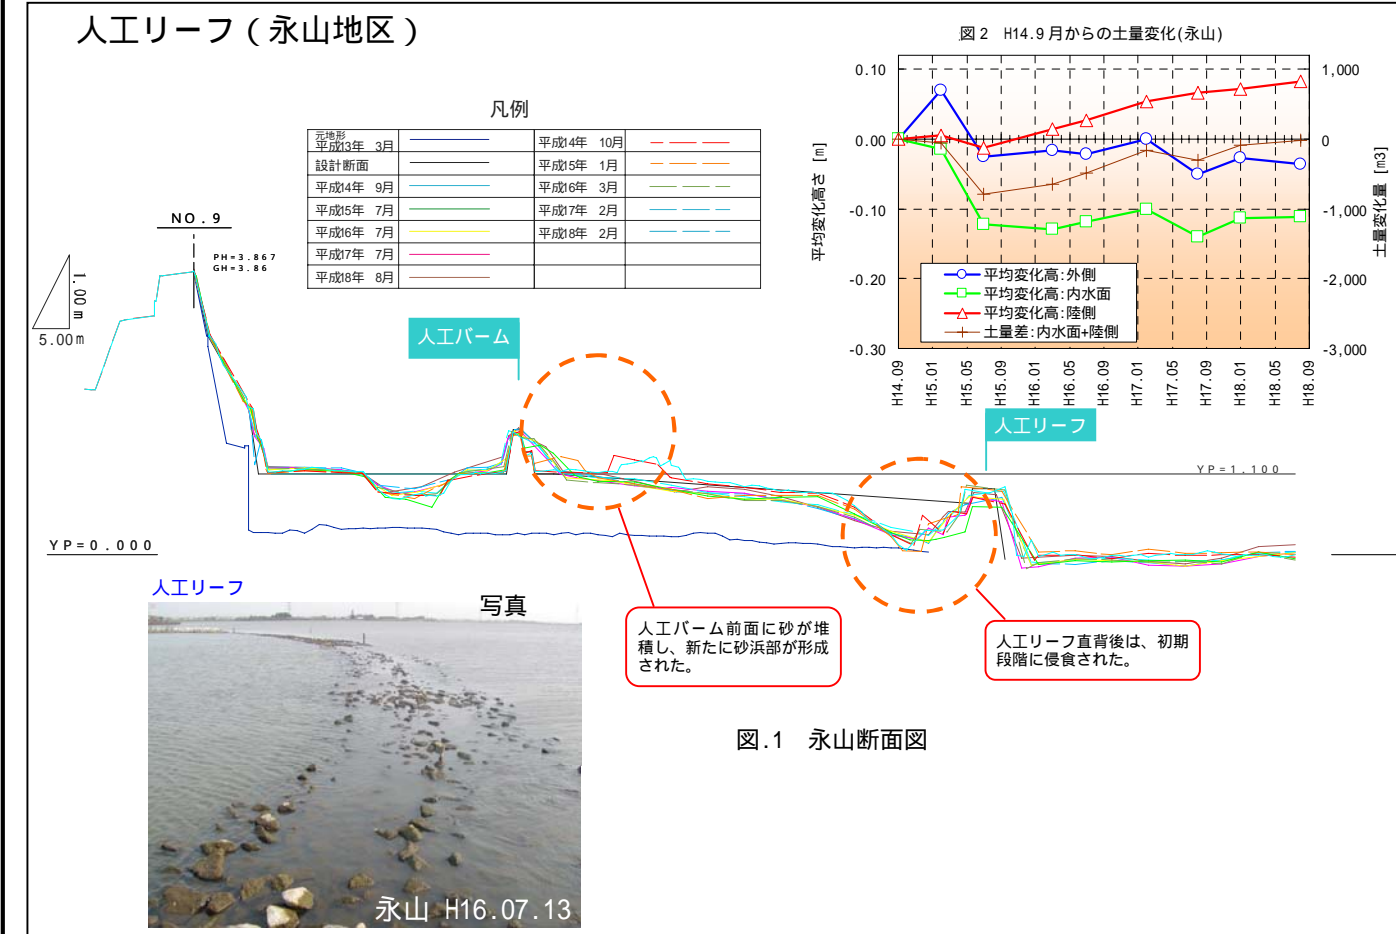 人工リーフ（永山地区）
図２　H14.9月からの土量変化(永山)
0.10
0.00
-0.10
-0.20
-0.30
平均変化高さ [m]
1,000
0
-1,000
-2,000
-3,000
土量変化量 [m3]
平均変化高:外側
平均変化高:内水面
平均変化高:陸側
土量差:内水面+陸側
H14.09
H15.01
H15.05
H15.09
H16.01
H16.05
H16.09
H17.01
H17.05
H17.09
H18.01
H18.05
H18.09
凡例
元地形
平成13年　3月
設計断面
平成14年　9月
平成15年　7月
平成16年　7月
平成17年　7月
平成18年　8月
平成14年　10月
平成15年　1月
平成16年　3月
平成17年　2月
平成18年　2月
NO.9
PH=3.867
GH=3.86
1.00m
5.00m
人工バーム
人工リーフ
YP=1.100
YP=0.000
人工リーフ
写真
人工バーム前面に砂が堆
積し、新たに砂浜部が形成
された。
人工リーフ直背後は、初期
段階に侵食された。
図.1　永山断面図
永山 H16.07.13